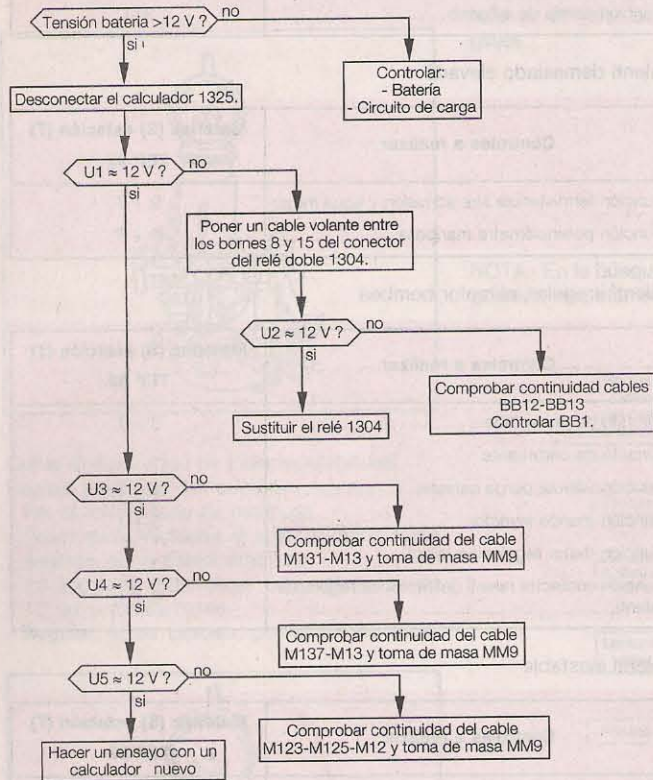 Tensión bateria >12 V ?
no
si
Controlar:
- Batería
- Circuito de carga
Desconectar el calculador 1325.
U1 ≈ 12 V ?
no
si
Poner un cable volante entre
los bornes 8 y 15 del conector
del relé doble 1304.
U2 ≈ 12 V ?
no
si
Comprobar continuidad cables
BB12-BB13
Controlar BB1.
Sustituir el relé 1304
U3 ≈ 12 V ?
no
si
Comprobar continuidad del cable
M131-M13 y toma de masa MM9
U4 ≈ 12 V ?
no
si
Comprobar continuidad del cable
M137-M13 y toma de masa MM9
U5 ≈ 12 V ?
no
si
Comprobar continuidad del cable
M123-M125-M12 y toma de masa MM9
Hacer un ensayo con un
calculador nuevo